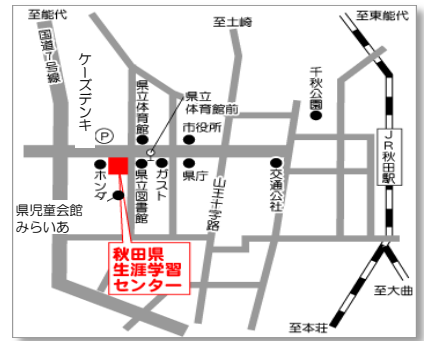 至能代
至土崎
至東能代
国道7号線
ケーズデンキ
県立
体育館
県立
体育館前
市役所
千秋
公園
JR秋田駅
P
ホンダ
県立図書館
ガスト
県庁
山王十字路
交通公社
県児童会館
みらいあ
秋田県
生涯学習
センター
至大曲
至本荘